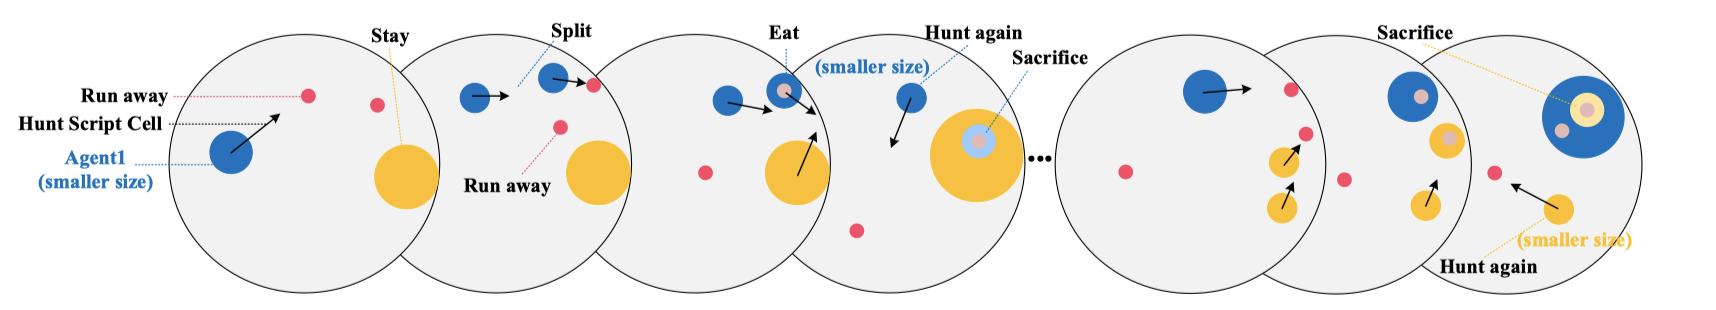 Stay
Run away
Hunt Script Cell
Agent1
(smaller size)
Split
Run away
Eat
Hunt again
(smaller size)
Sacrifice
Sacrifice
(smaller size)
Hunt again